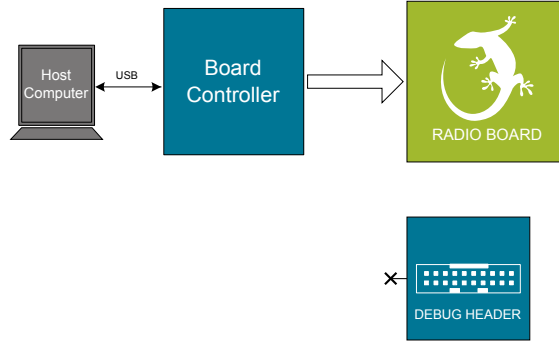 Host
Computer
USB
Board
Controller
RADIO BOARD
DEBUG HEADER